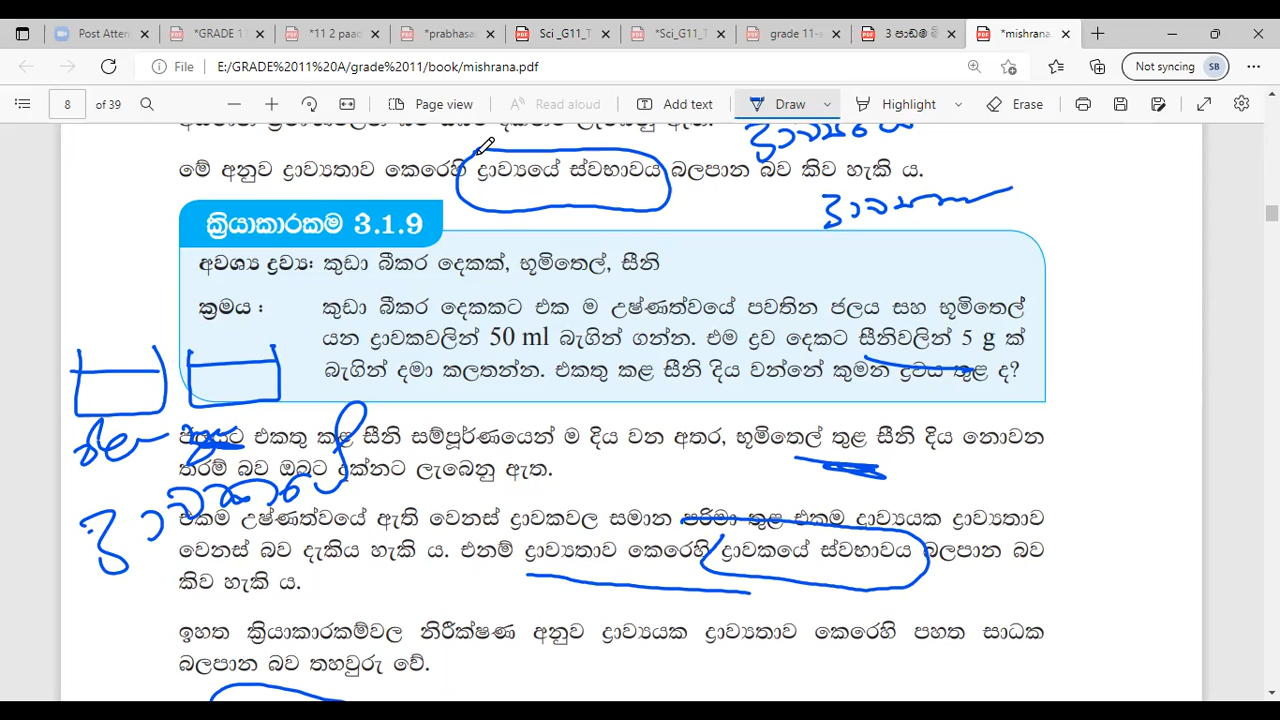 Post Atten
*GRADE 1
*11 2 paac
*prabhasa
Sci _G11_T
*Sci_G11_T
grade 11-s
3 පාඩම
*mishrana.
File E:/GRADE%2011%20A/grade%2011/book/mishrana.pdf Not syncing SB
8 of 39 Page view Read aloud Add text Draw Highlight Erase
මේ අනුව ද්‍රාව්‍යතාව කෙරෙහි ද්‍රාව්‍යයේ ස්වභාවය බලපාන බව කිව හැකි ය.
ක්‍රියාකාරකම 3.1.9
අවශ්‍ය ද්‍රව්‍ය: කුඩා බීකර දෙකක්, භූමිතෙල්, සීනි
ක්‍රමය : කුඩා බීකර දෙකකට එක ම උෂ්ණත්වයේ පවතින ජලය සහ භූමිතෙල්
යන ද්‍රාවකවලින් 50 ml බැගින් ගන්න. එම ද්‍රව දෙකට සීනිවලින් 5 g ක්
බැගින් දමා කලතන්න. එකතු කළ සීනි දිය වන්නේ කුමන ද්‍රවය තුළ ද?
ජලයට එකතු කළ සීනි සම්පූර්ණයෙන් ම දිය වන අතර, භූමිතෙල් තුළ සීනි දිය නොවන
තරම් බව ඔබට දක්නට ලැබෙනු ඇත.
එකම උෂ්ණත්වයේ ඇති වෙනස් ද්‍රාවකවල සමාන පරිමා තුළ එකම ද්‍රාව්‍යයක ද්‍රාව්‍යතාව
වෙනස් බව දැකිය හැකි ය. එනම් ද්‍රාව්‍යතාව කෙරෙහි ද්‍රාවකයේ ස්වභාවය බලපාන බව
කිව හැකි ය.
ඉහත ක්‍රියාකාරකම්වල නිරීක්ෂණ අනුව ද්‍රාව්‍යයක ද්‍රාව්‍යතාව කෙරෙහි පහත සාධක
බලපාන බව තහවුරු වේ.